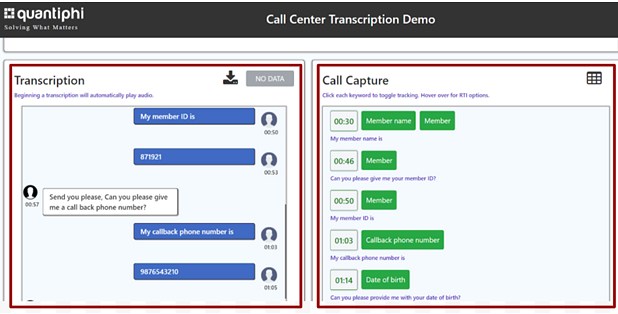 quantiphi
Solving What Matters
Call Center Transcription Demo
Transcription
NO DATA
Beginning a transcription will automatically play audio.
My member ID is
00:50
871921
00:53
Send you please, Can you please give
me a call back phone number?
00:57
My callback phone number is
01:03
9876543210
01:05
Call Capture
Click each keyword to toggle tracking. Hover over for RTI options.
00:30 Member name Member
My member name is
00:46 Member
Can you please give me your member ID?
00:50 Member
My member ID is
01:03 Callback phone number
My callback phone number is
01:14 Date of birth
Can you please provide me with your date of birth?